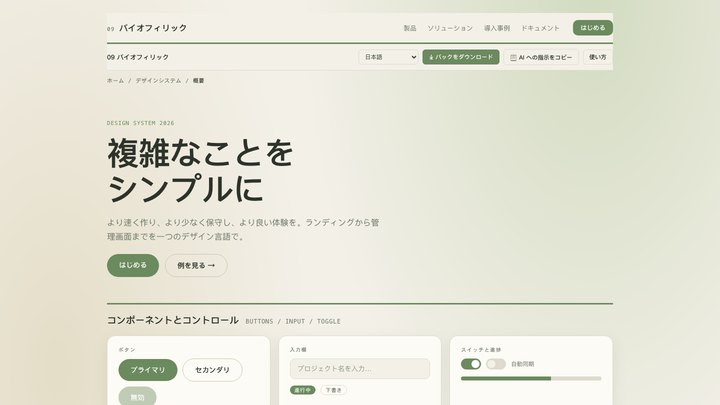 09 バイオフィリック
製品 ソリューション 導入事例 ドキュメント はじめる
09 バイオフィリック
日本語
パックをダウンロード
AI への指示をコピー
使い方
ホーム / デザインシステム / 概要
DESIGN SYSTEM 2026
複雑なことを
シンプルに
より速く作り、より少なく保守し、より良い体験を。ランディングから管
理画面までを一つのデザイン言語で。
はじめる
例を見る →
コンポーネントとコントロール BUTTONS / INPUT / TOGGLE
ボタン
プライマリ
セカンダリ
無効
入力欄
プロジェクト名を入力...
進行中
下書き
スイッチと進捗
自動同期